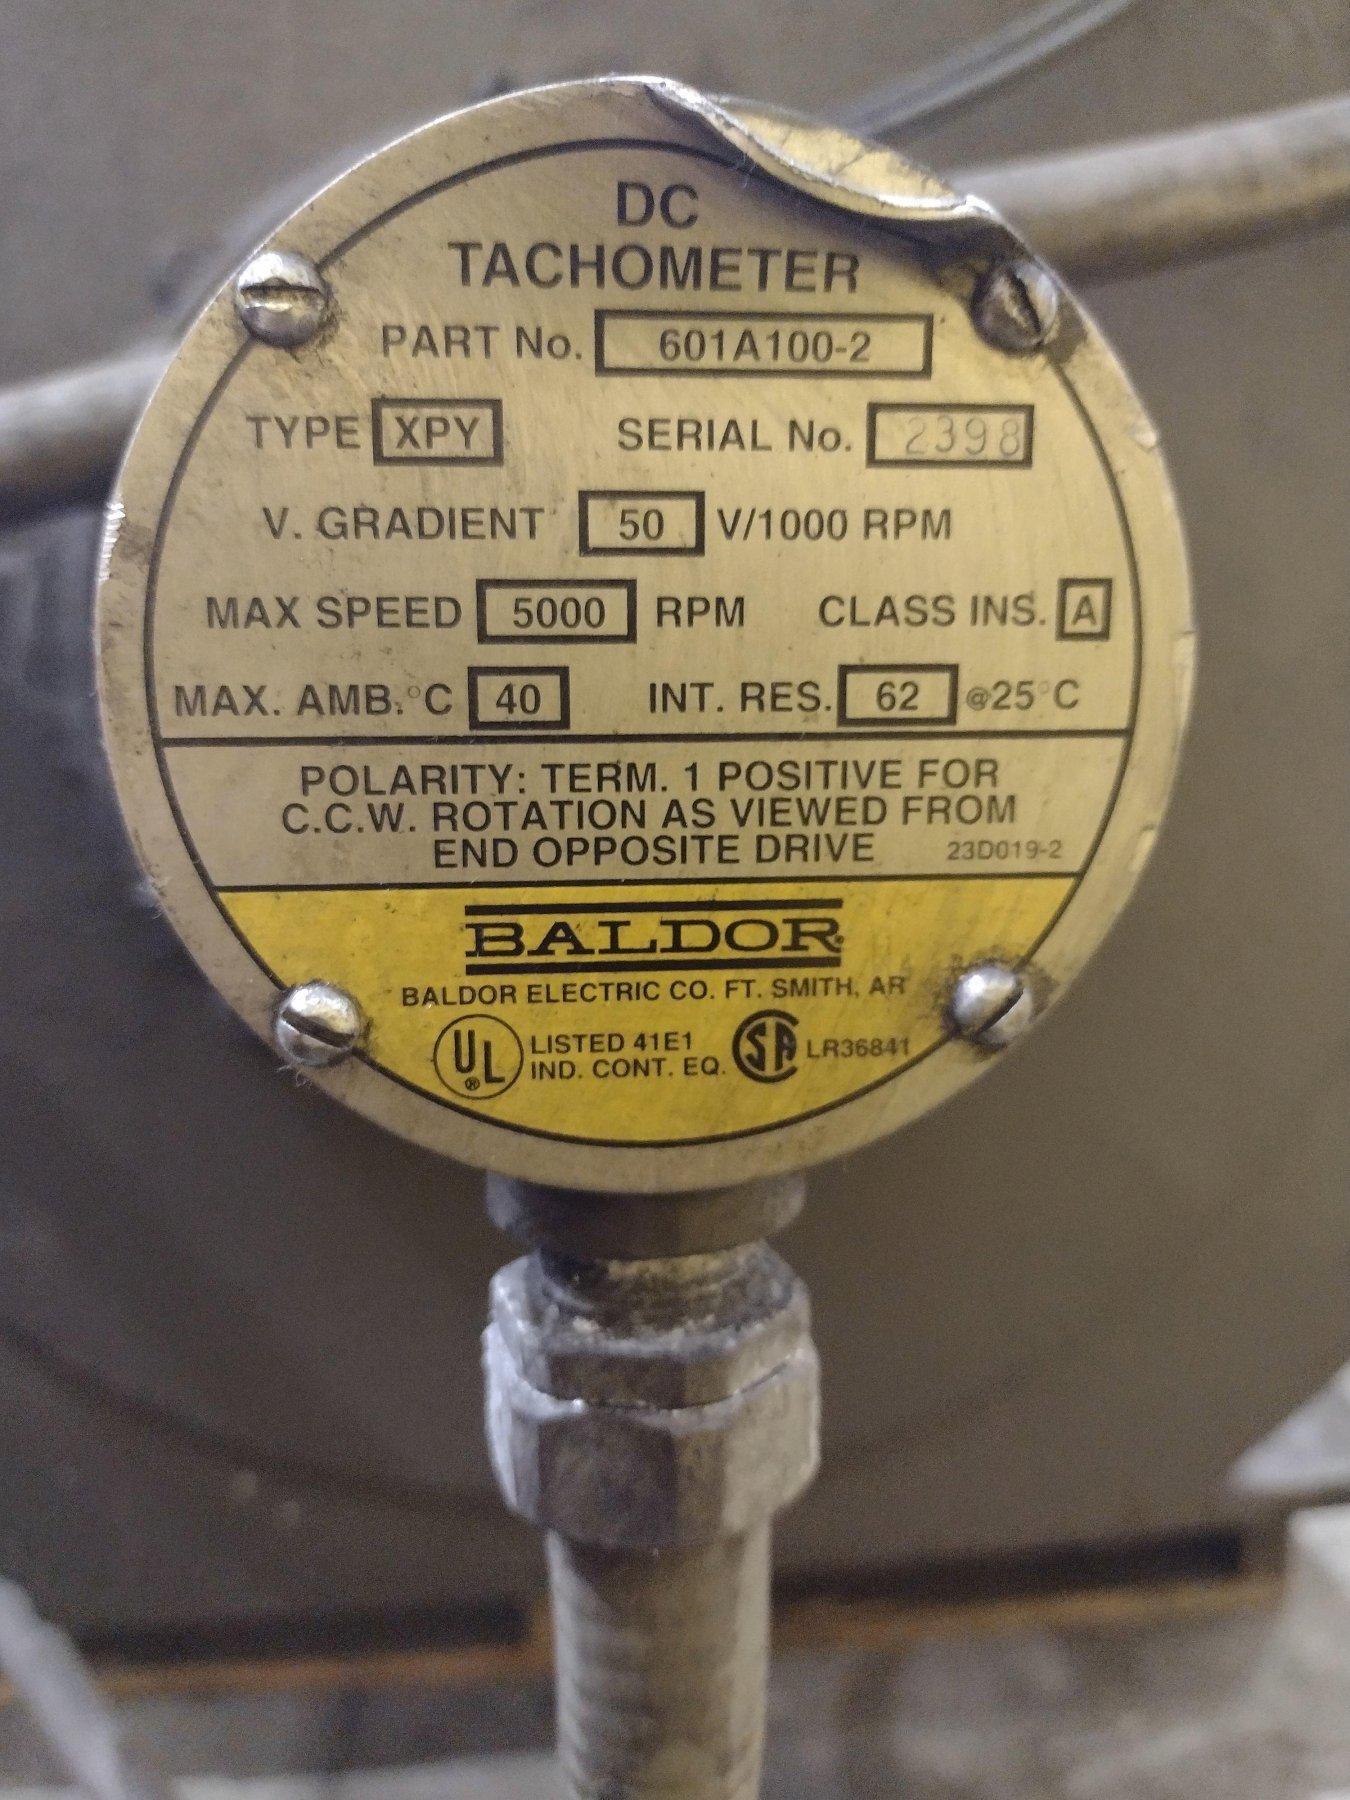 DC
TACHOMETER
PART No. 601A100-2
TYPE XPY SERIAL No. 2398
V. GRADIENT 50 V/1000 RPM
MAX SPEED 5000 RPM CLASS INS. A
MAX. AMB. °C 40 INT. RES. 62 @25°C
POLARITY: TERM. 1 POSITIVE FOR
C.C.W. ROTATION AS VIEWED FROM
END OPPOSITE DRIVE 23D019-2
BALDOR
BALDOR ELECTRIC CO. FT. SMITH, AR
UL® LISTED 41E1 SA LR36841
IND. CONT. EQ.